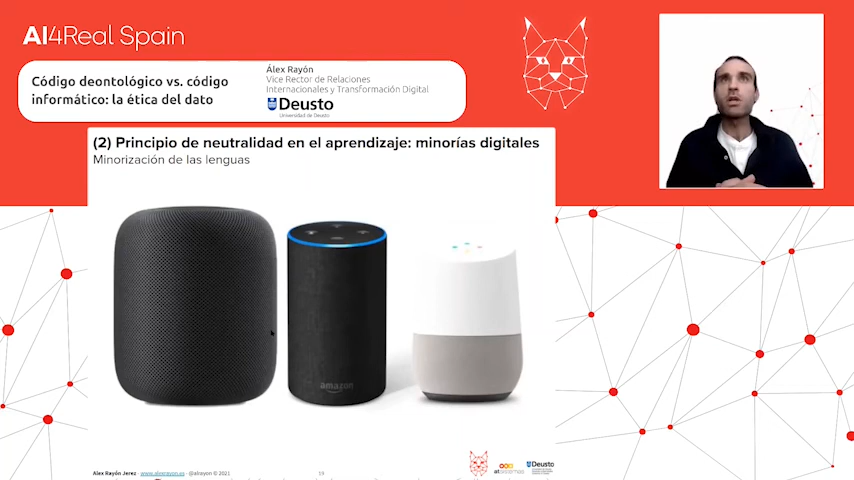 AI4Real Spain
Código deontológico vs. código
informático: la ética del dato
Álex Rayón
Vice Rector de Relaciones
Internacionales y Transformación Digital
Deusto
Universidad de Deusto
(2) Principio de neutralidad en el aprendizaje: minorías digitales
Minorización de las lenguas
amazon
Alex Rayón Jerez - www.alexrayon.es - @alrayon © 2021
19
atsistemas
Deusto